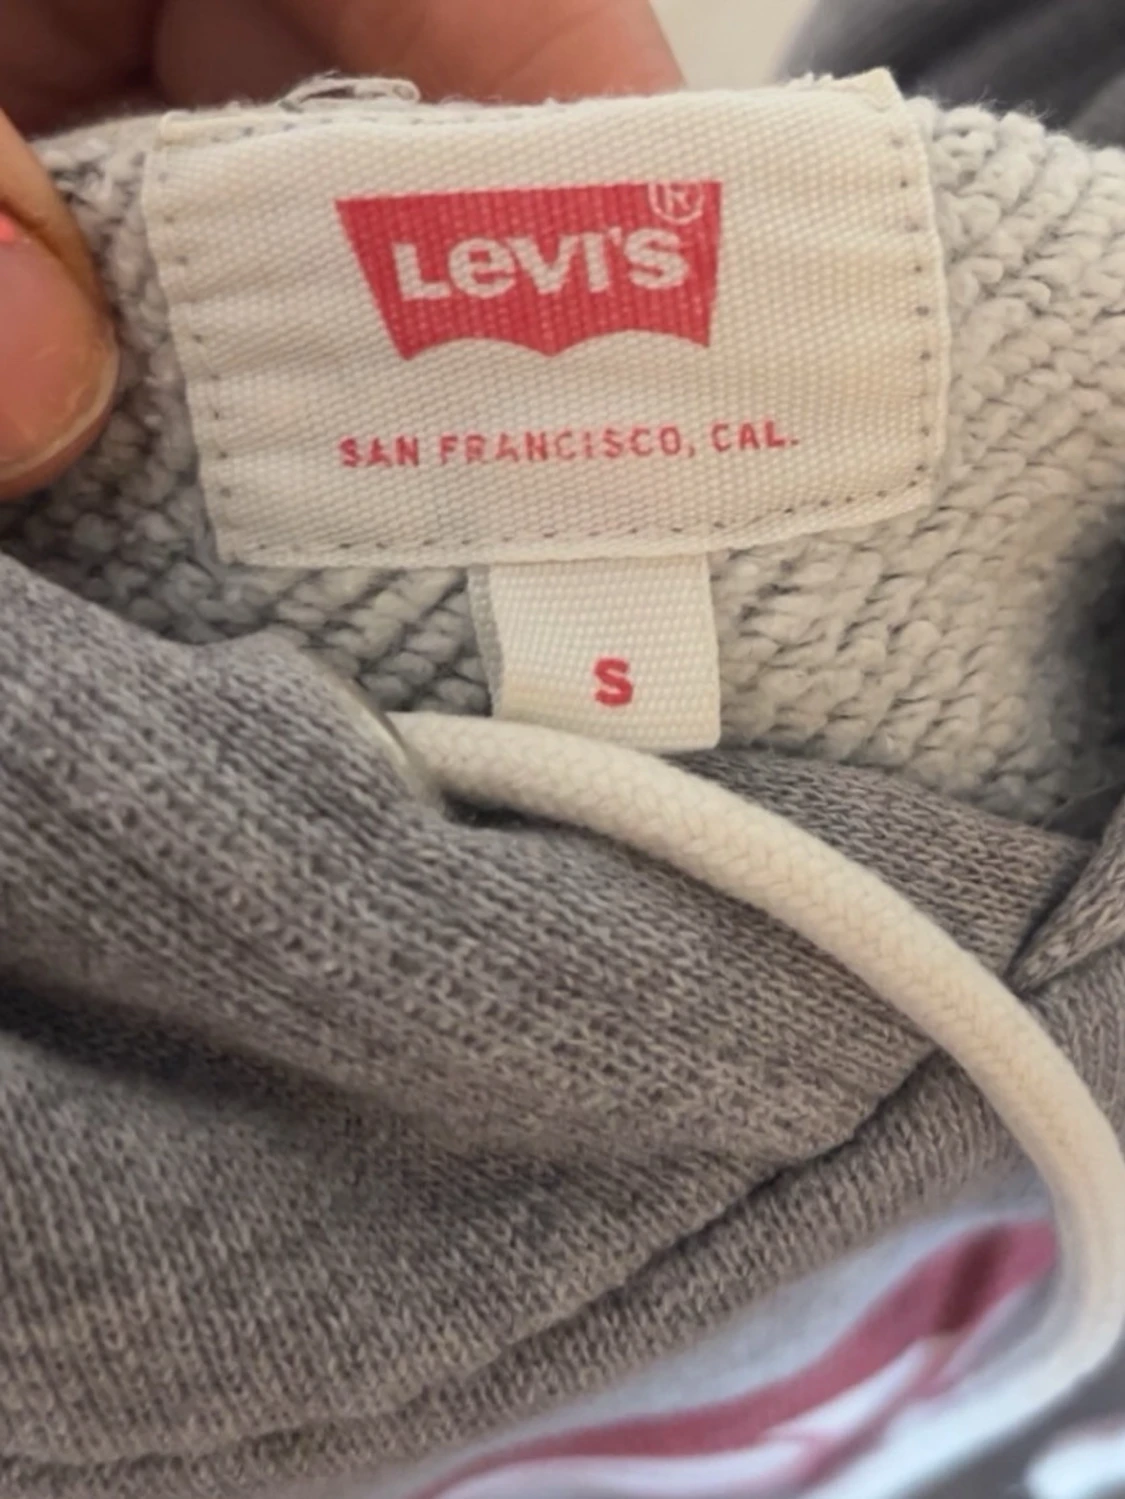 LEVI'S®
SAN FRANCISCO, CAL.
S